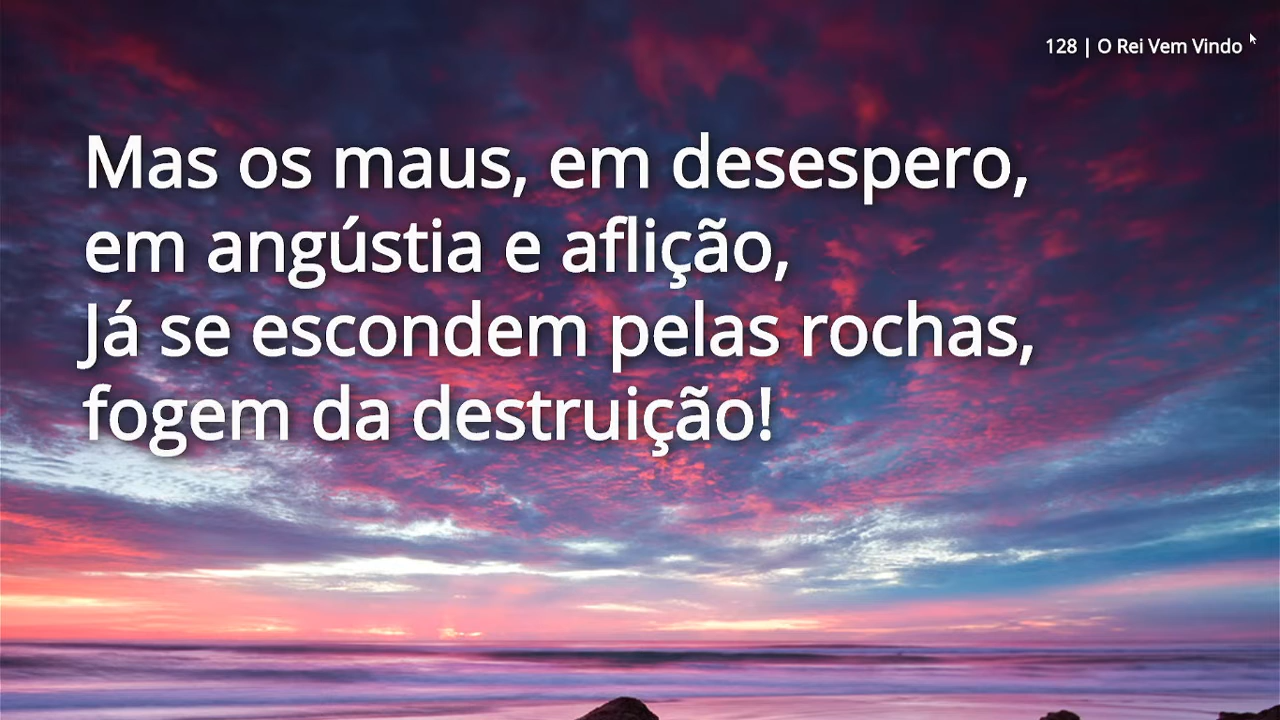 128 | O Rei Vem Vindo
Mas os maus, em desespero,
em angústia e aflição,
Já se escondem pelas rochas,
fogem da destruição!